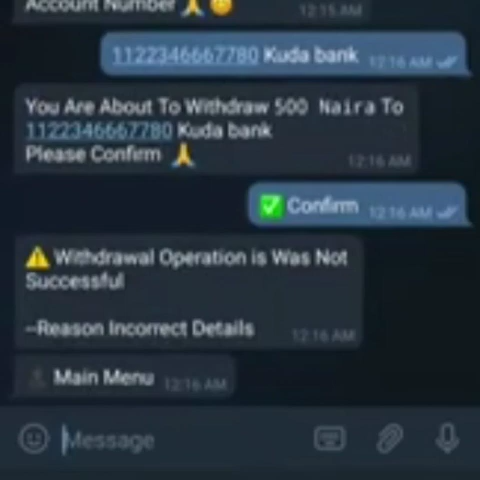 Account Number 🙏😊
12:15 AM
1122346667780 Kuda bank 12:16 AM
You Are About To Withdraw 500 Naira To
1122346667780 Kuda bank
Please Confirm 🙏 12:16 AM
✅ Confirm 12:16 AM
⚠️ Withdrawal Operation is Was Not
Successful
–Reason Incorrect Details 12:16 AM
Main Menu 12:16 AM
Message